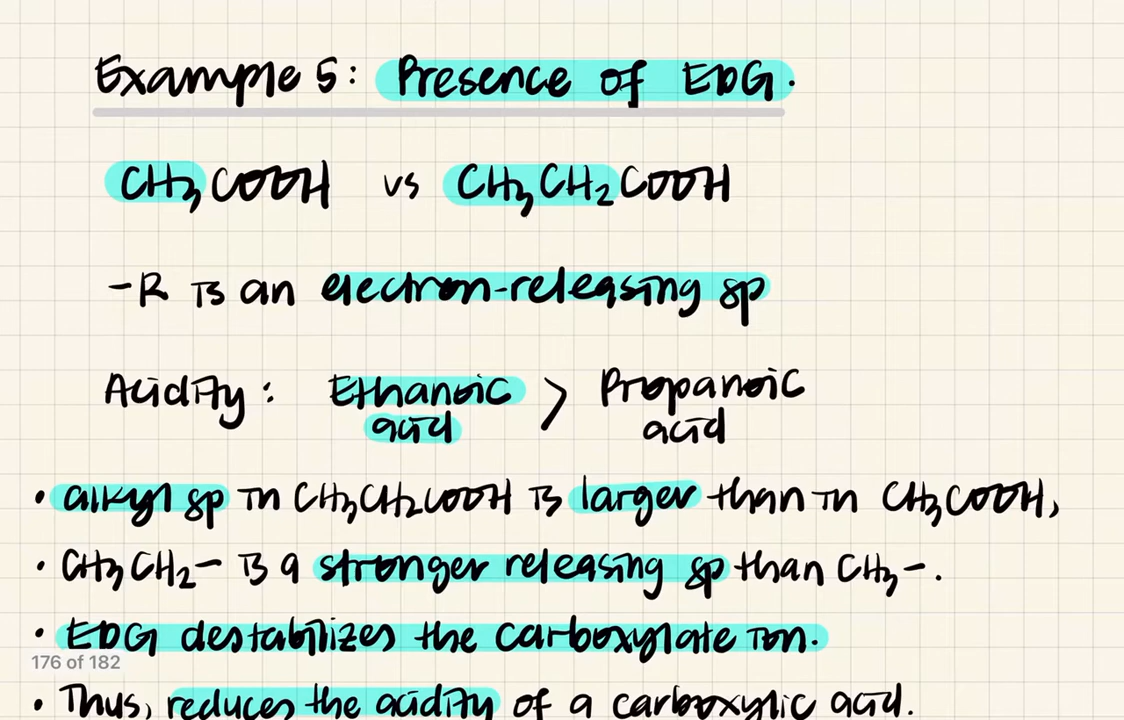 Example 5: Presence of EDG.
CH3COOH vs CH3CH2COOH
-R is an electron-releasing gp
Acidity: Ethanoic acid > Propanoic acid
• alkyl gp in CH3CH2COOH is larger than in CH3COOH,
• CH3CH2- is a stronger releasing gp than CH3-.
• EDG destabilizes the carboxylate ion.
176 of 182
• Thus, reduces the acidity of a carboxylic acid.